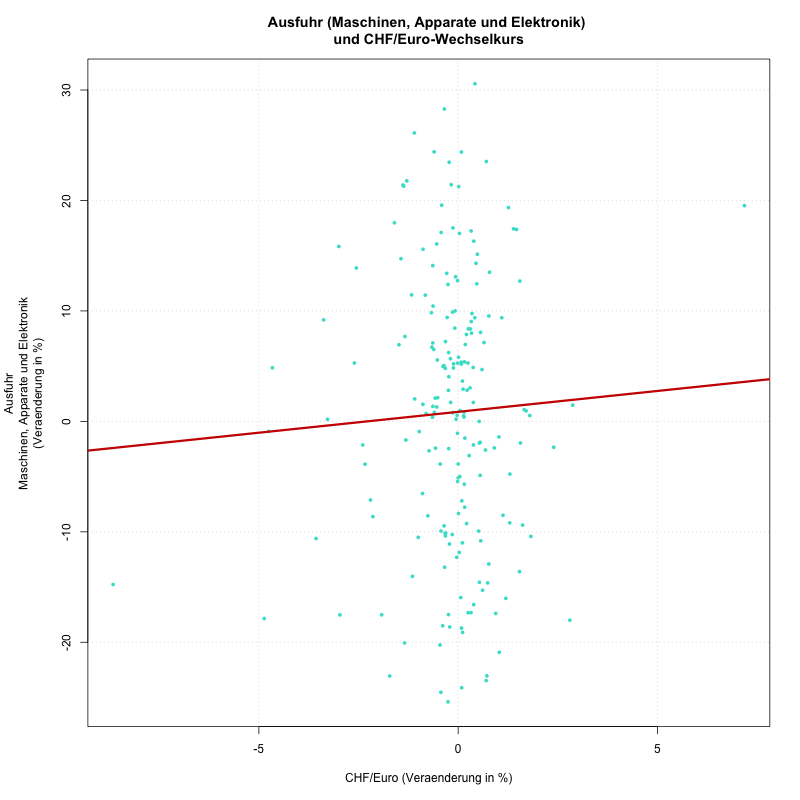 Ausfuhr (Maschinen, Apparate und Elektronik)
und CHF/Euro-Wechselkurs
Ausfuhr
Maschinen, Apparate und Elektronik
(Veraenderung in %)
30
20
10
0
-10
-20
-5
0
5
CHF/Euro (Veraenderung in %)